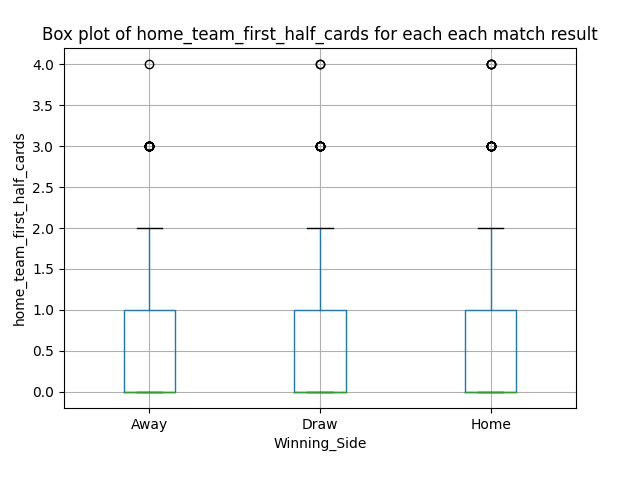 Box plot of home_team_first_half_cards for each each match result
home_team_first_half_cards
4.0
3.5
3.0
2.5
2.0
1.5
1.0
0.5
0.0
Away
Draw
Home
Winning_Side